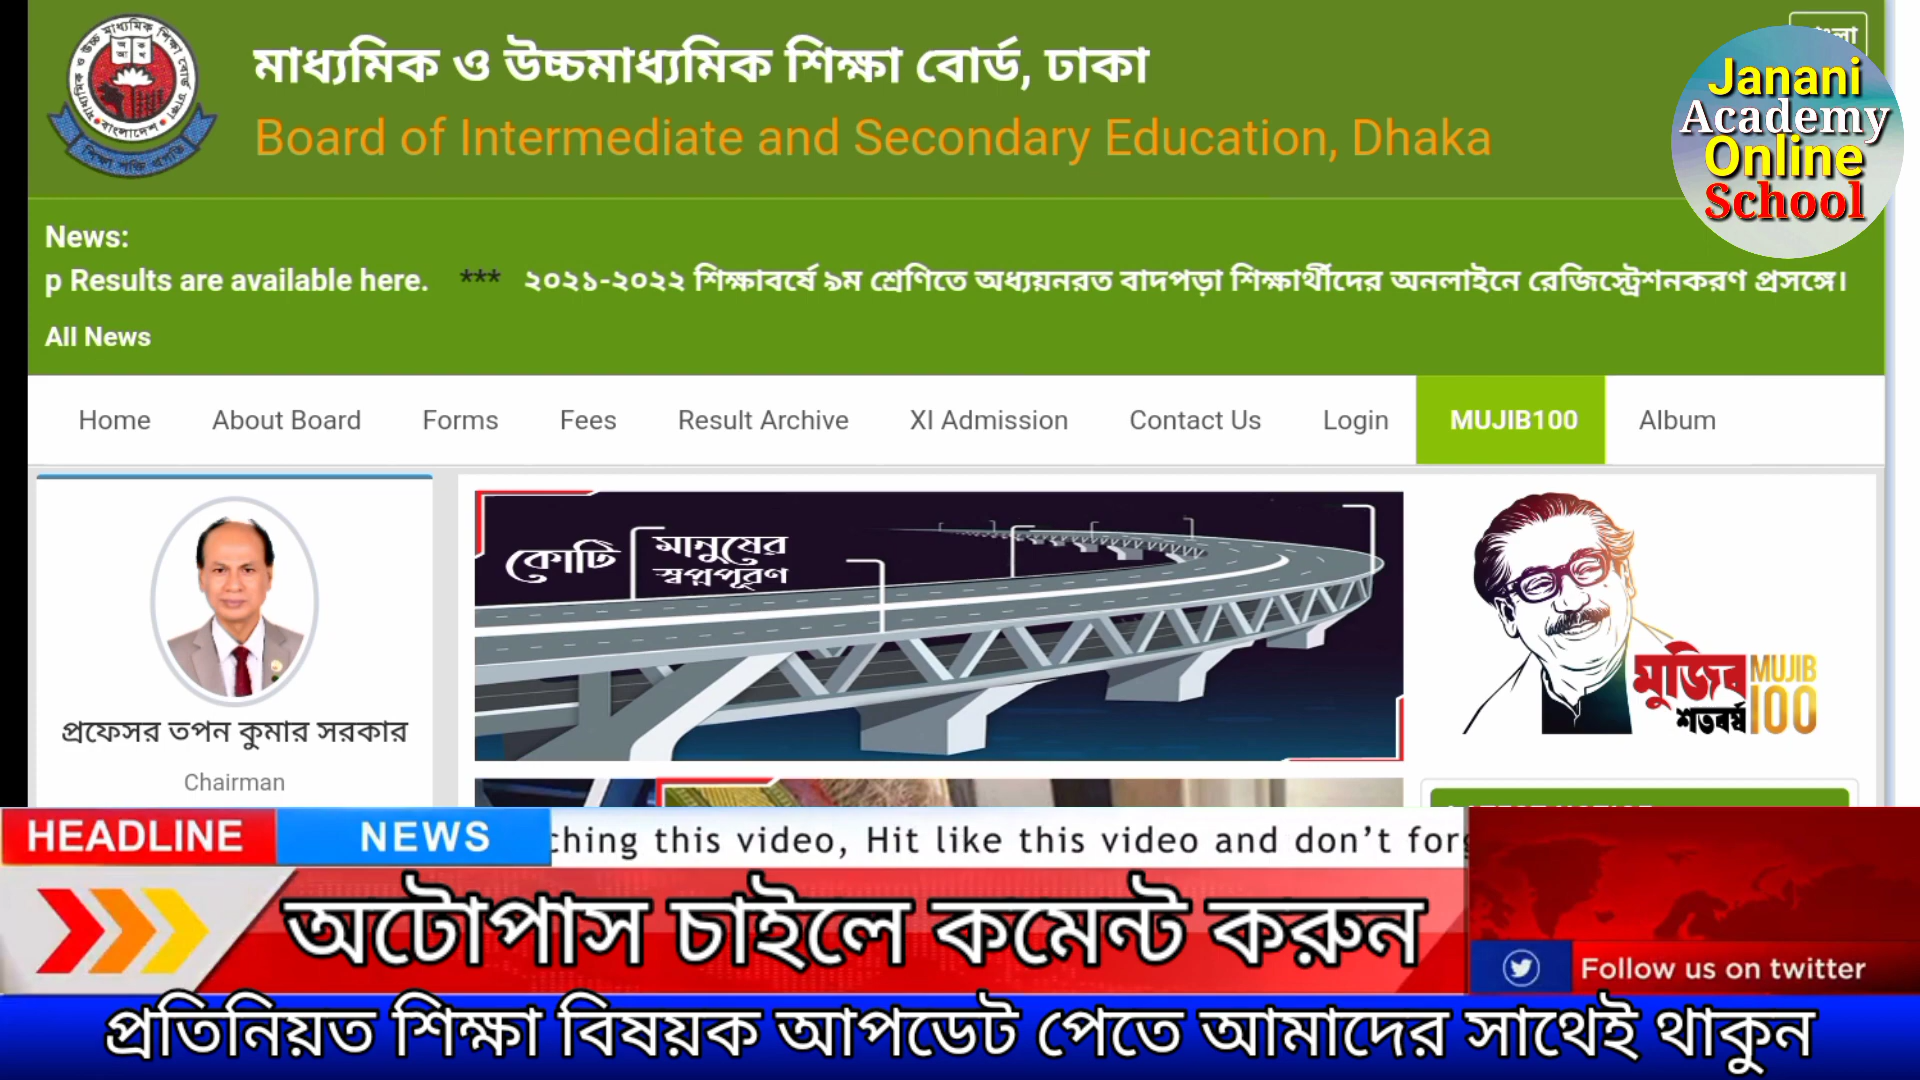 মাধ্যমিক ও উচ্চমাধ্যমিক শিক্ষা বোর্ড, ঢাকা
Board of Intermediate and Secondary Education, Dhaka
Janani
Academy
Online
School
News:
p Results are available here. *** ২০২১-২০২২ শিক্ষাবর্ষে ৯ম শ্রেণিতে অধ্যয়নরত বাদপড়া শিক্ষার্থীদের অনলাইনে রেজিস্ট্রেশনকরণ প্রসঙ্গে।
All News
Home About Board Forms Fees Result Archive XI Admission Contact Us Login MUJIB100 Album
কোটি মানুষের
স্বপ্নপূরণ
মুজিব শতবর্ষ
MUJIB 100
প্রফেসর তপন কুমার সরকার
Chairman
HEADLINE NEWS ching this video, Hit like this video and don't forg
অটোপাস চাইলে কমেন্ট করুন
Follow us on twitter
প্রতিনিয়ত শিক্ষা বিষয়ক আপডেট পেতে আমাদের সাথেই থাকুন